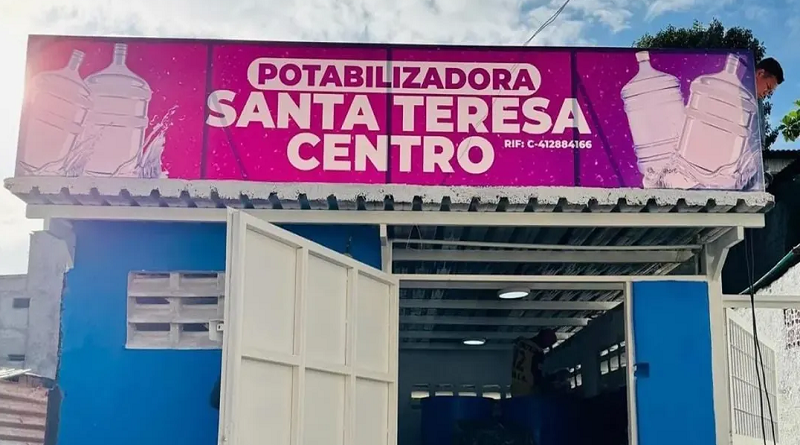 POTABILIZADORA
SANTA TERESA
CENTRO
RIF: C-412884166